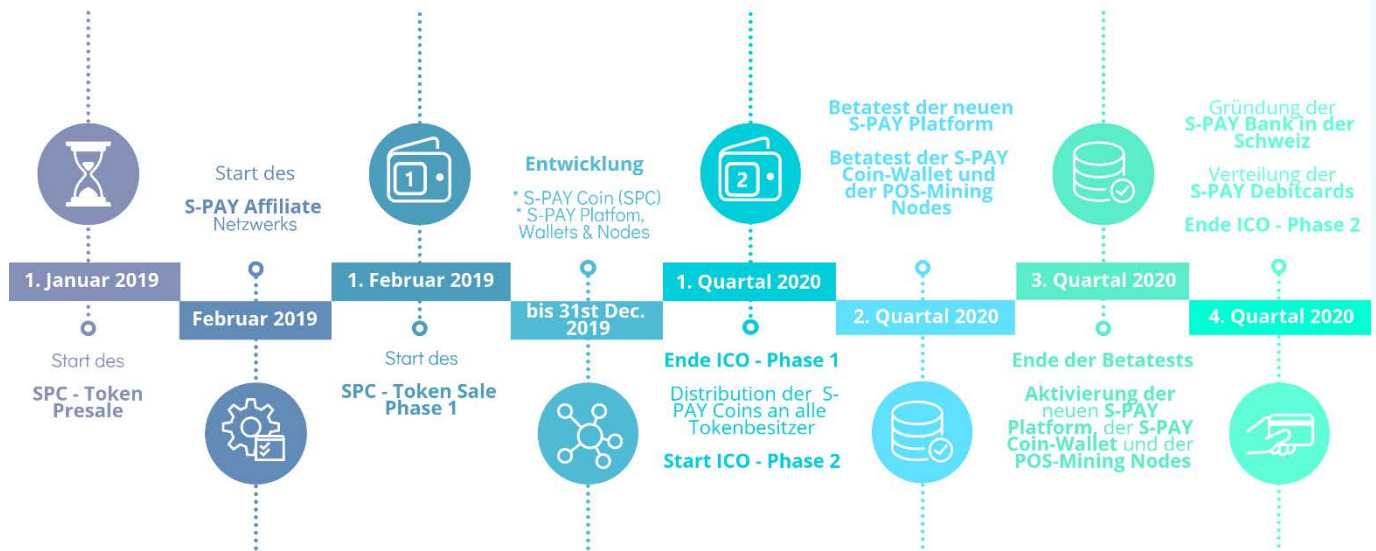 1. Januar 2019
Start des
SPC - Token
Presale
Start des
S-PAY Affiliate
Netzwerks
Februar 2019
1
1. Februar 2019
Start des
SPC - Token Sale
Phase 1
Entwicklung
* S-PAY Coin (SPC)
* S-PAY Platfom,
Wallets & Nodes
bis 31st Dec.
2019
2
1. Quartal 2020
Ende ICO - Phase 1
Distribution der S-
PAY Coins an alle
Tokenbesitzer
Start ICO - Phase 2
Betatest der neuen
S-PAY Platform
Betatest der S-PAY
Coin-Wallet und
der POS-Mining
Nodes
2. Quartal 2020
3. Quartal 2020
Ende der Betatests
Aktivierung der
neuen S-PAY
Platform, der S-PAY
Coin-Wallet und der
POS-Mining Nodes
Gründung der
S-PAY Bank in der
Schweiz
Verteilung der
S-PAY Debitcards
Ende ICO - Phase 2
4. Quartal 2020